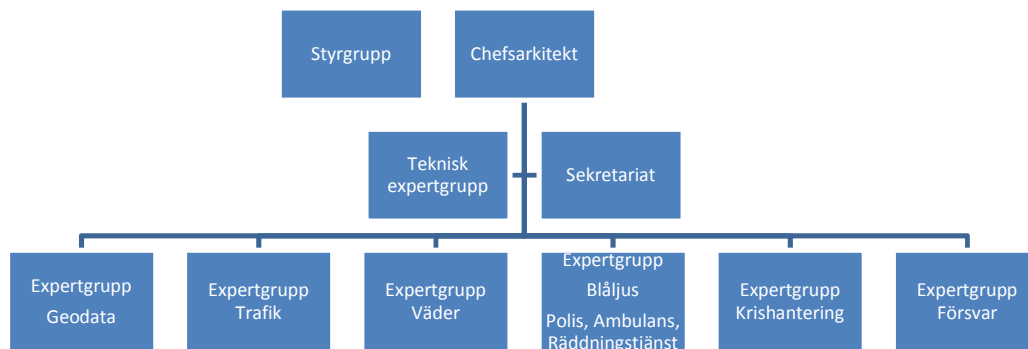 Styrgrupp
Chefsarkitekt
Teknisk
expertgrupp
Sekretariat
Expertgrupp
Geodata
Expertgrupp
Trafik
Expertgrupp
Väder
Expertgrupp
Blåljus
Polis, Ambulans,
Räddningstjänst
Expertgrupp
Krishantering
Expertgrupp
Försvar